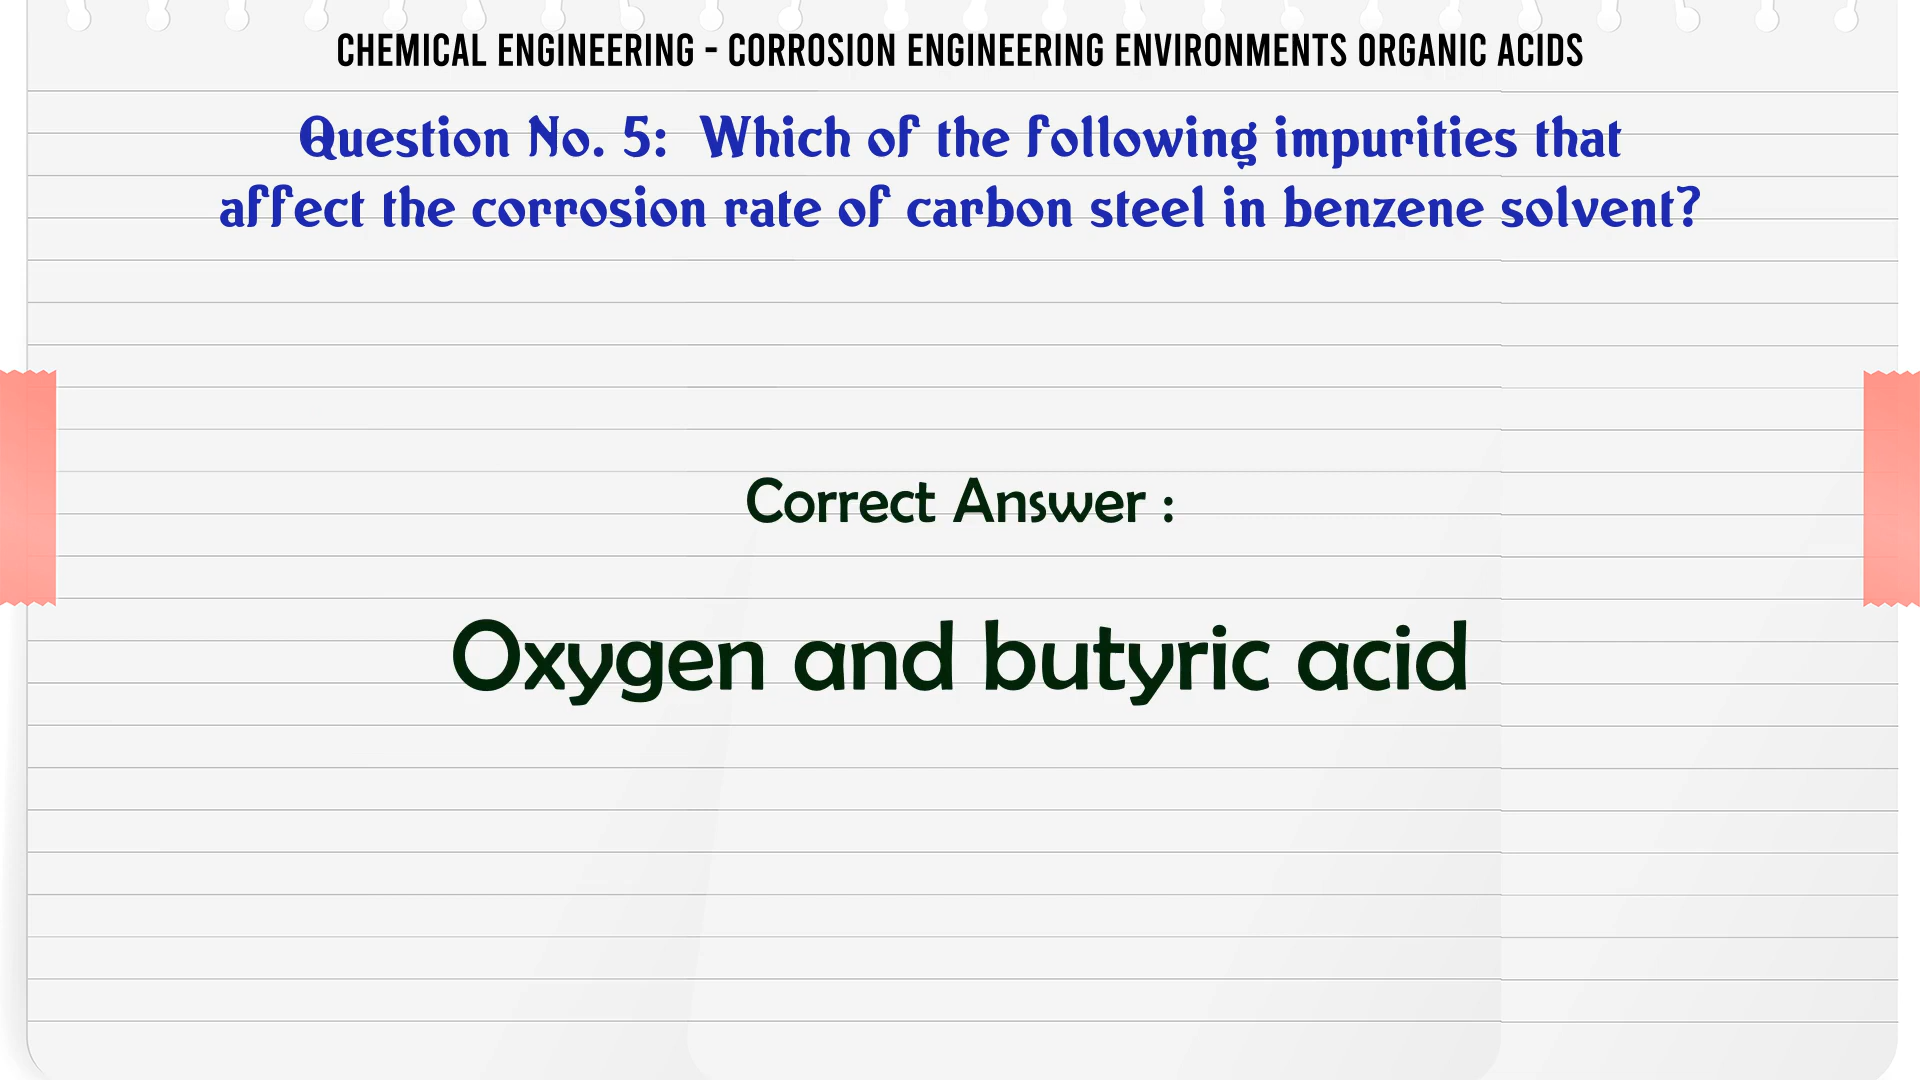 CHEMICAL ENGINEERING - CORROSION ENGINEERING ENVIRONMENTS ORGANIC ACIDS
Question No. 5: Which of the following impurities that
affect the corrosion rate of carbon steel in benzene solvent?
Correct Answer :
Oxygen and butyric acid